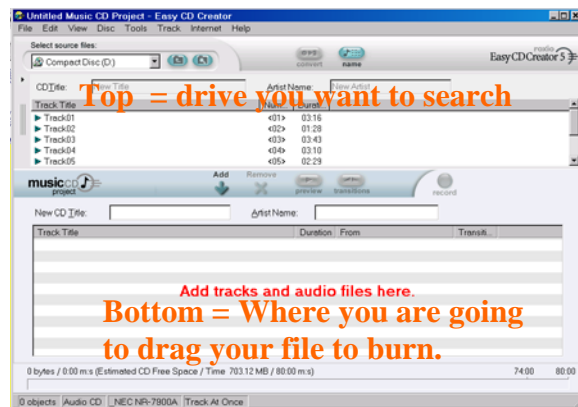 Untitled Music CD Project - Easy CD Creator
File Edit View Disc Tools Track Internet Help
Select source files:
Compact Disc (D:)
convert name
roxio
Easy CD Creator 5
CD Title: New Title Artist Name: New Artist
Top = drive you want to search
Track Title Num... Durat...
Track01 <01> 03:16
Track02 <02> 01:28
Track03 <03> 03:43
Track04 <04> 03:10
Track05 <05> 02:29
musiccd project
Add Remove preview transitions record
New CD Title: Artist Name:
Track Title Duration From Transiti...
Add tracks and audio files here.
Bottom = Where you are going
to drag your file to burn.
0 bytes / 0:00 m:s (Estimated CD Free Space / Time 703.12 MB / 80:00 m:s) 74:00 80:00
0 objects Audio CD _NEC NR-7900A Track At Once